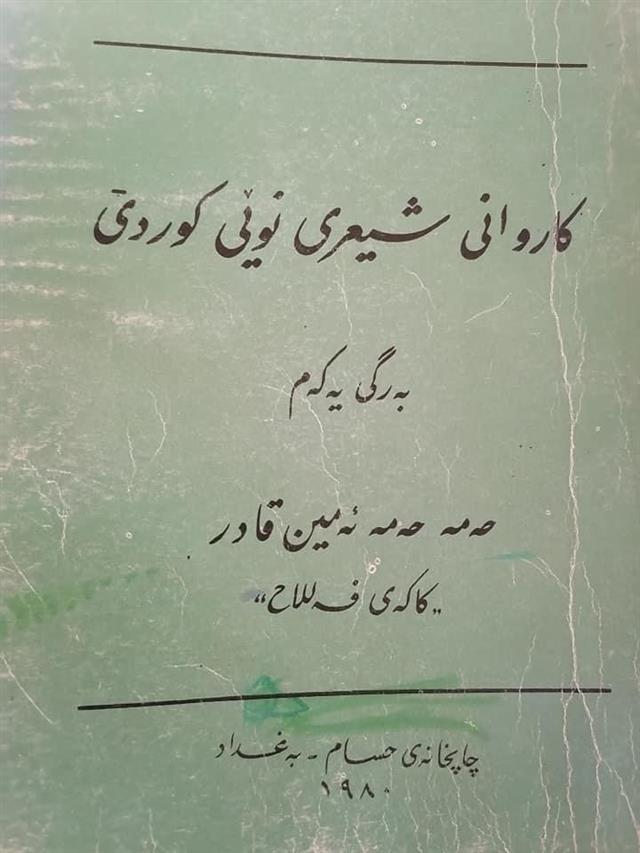 کاروانی شیعری نوێی کوردی
بەرگی یەکەم
حەمە حەمە ئەمین قادر
„کاکەی فەللاح“
چاپخانەی حسام - بەغداد
١٩٨٠